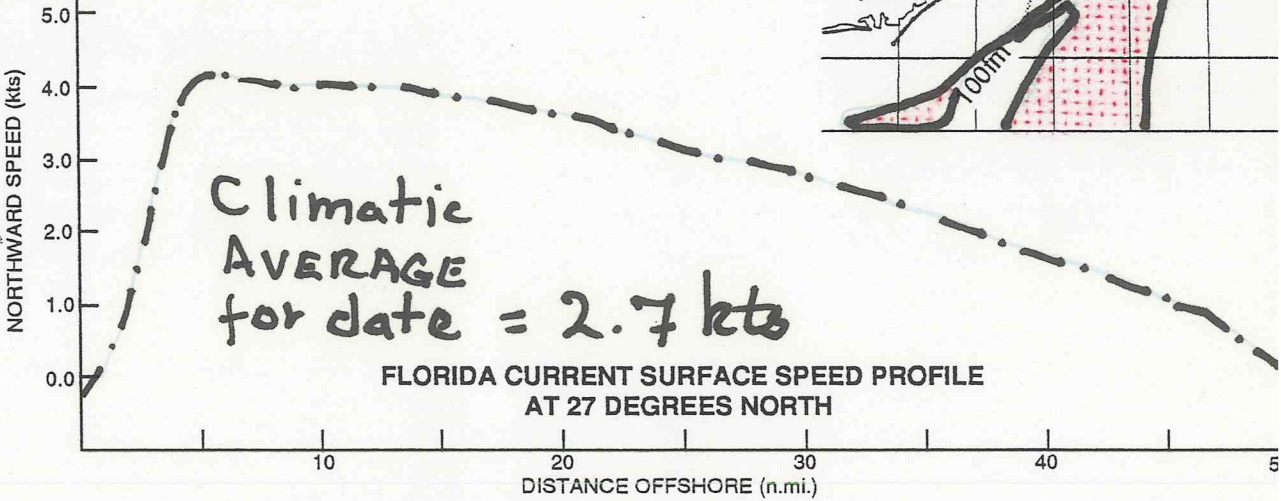 5.0
4.0
3.0
2.0
1.0
0.0
NORTHWARD SPEED (kts)
100fm
Climatic
AVERAGE
for date = 2.7 kts
FLORIDA CURRENT SURFACE SPEED PROFILE
AT 27 DEGREES NORTH
10
20
30
40
5
DISTANCE OFFSHORE (n.mi.)